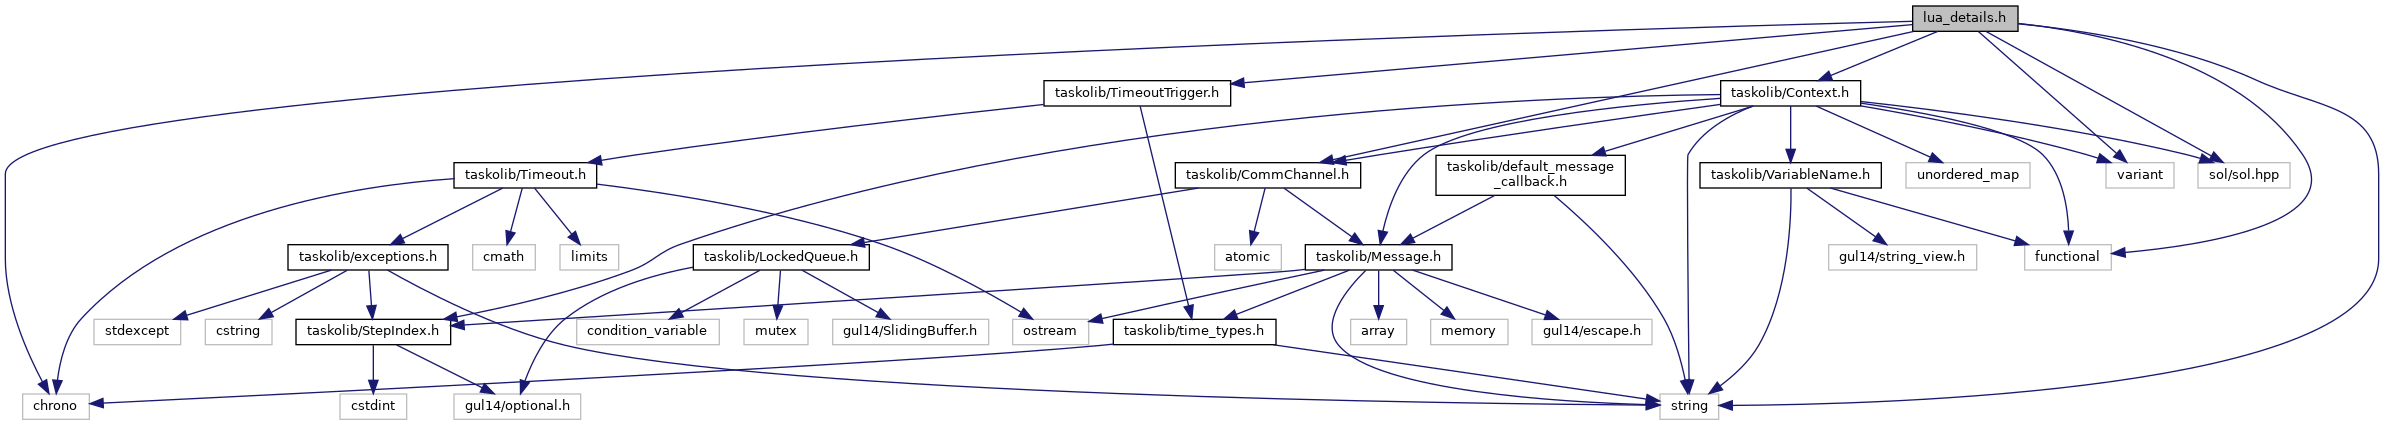 lua_details.h
taskolib/TimeoutTrigger.h
taskolib/Context.h
taskolib/Timeout.h
taskolib/CommChannel.h
taskolib/default_message
_callback.h
taskolib/VariableName.h
unordered_map
variant
sol/sol.hpp
taskolib/exceptions.h
cmath
limits
taskolib/LockedQueue.h
atomic
taskolib/Message.h
gul14/string_view.h
functional
stdexcept
cstring
taskolib/StepIndex.h
condition_variable
mutex
gul14/SlidingBuffer.h
ostream
taskolib/time_types.h
array
memory
gul14/escape.h
chrono
cstdint
gul14/optional.h
string